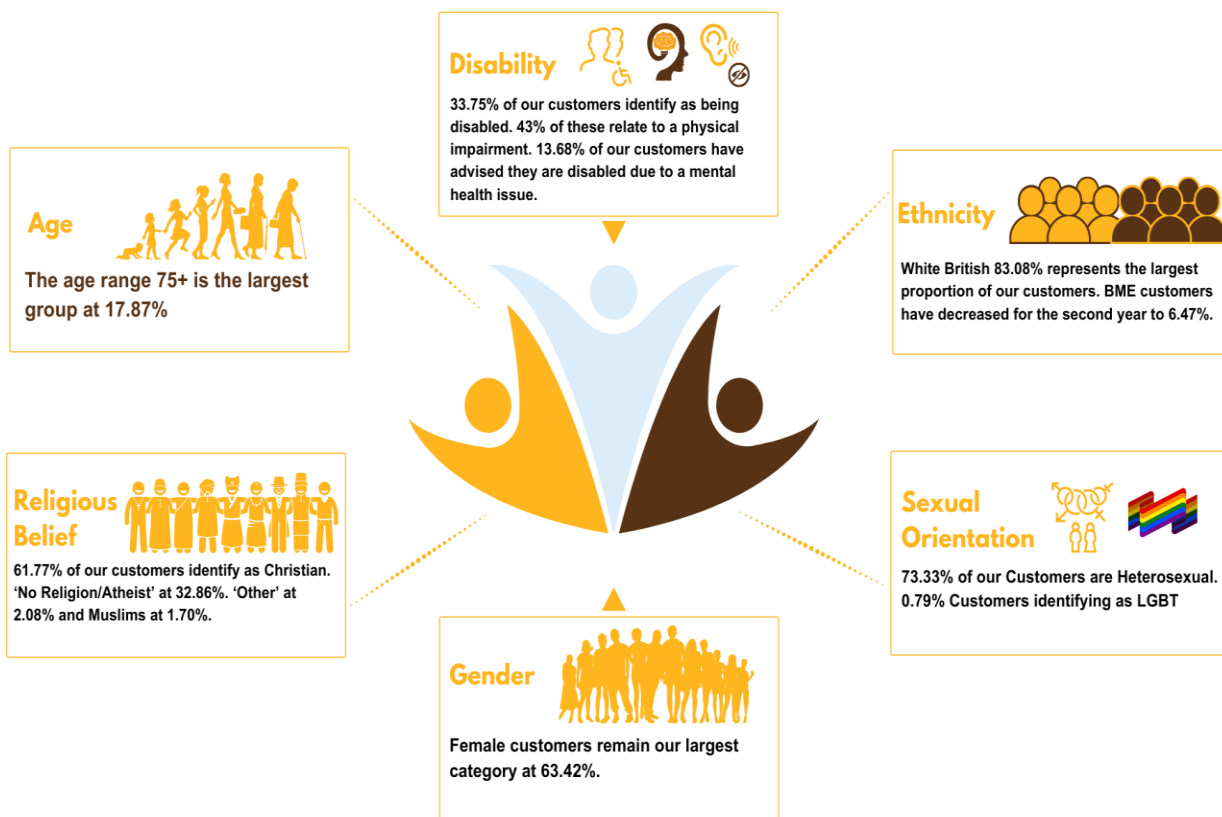 Disability
33.75% of our customers identify as being
disabled. 43% of these relate to a physical
impairment. 13.68% of our customers have
advised they are disabled due to a mental
health issue.
Age
The age range 75+ is the largest
group at 17.87%
Ethnicity
White British 83.08% represents the largest
proportion of our customers. BME customers
have decreased for the second year to 6.47%.
Religious
Belief
61.77% of our customers identify as Christian.
‘No Religion/Atheist’ at 32.86%. ‘Other’ at
2.08% and Muslims at 1.70%.
Sexual
Orientation
73.33% of our Customers are Heterosexual.
0.79% Customers identifying as LGBT
Gender
Female customers remain our largest
category at 63.42%.